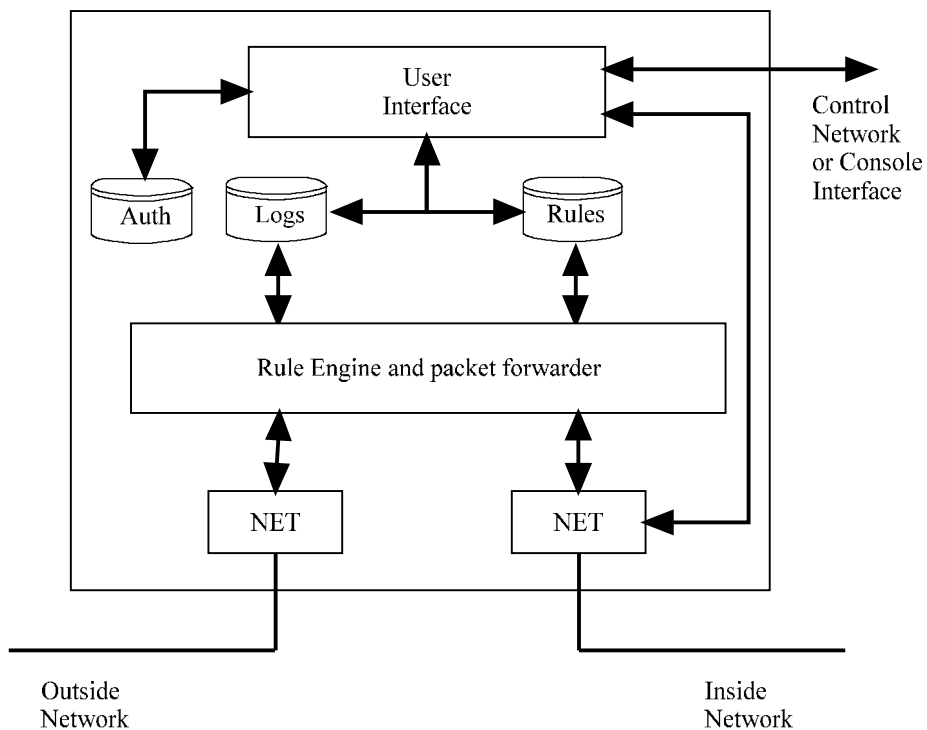 User
Interface
Control
Network
or Console
Interface
Auth
Logs
Rules
Rule Engine and packet forwarder
NET
NET
Outside
Network
Inside
Network